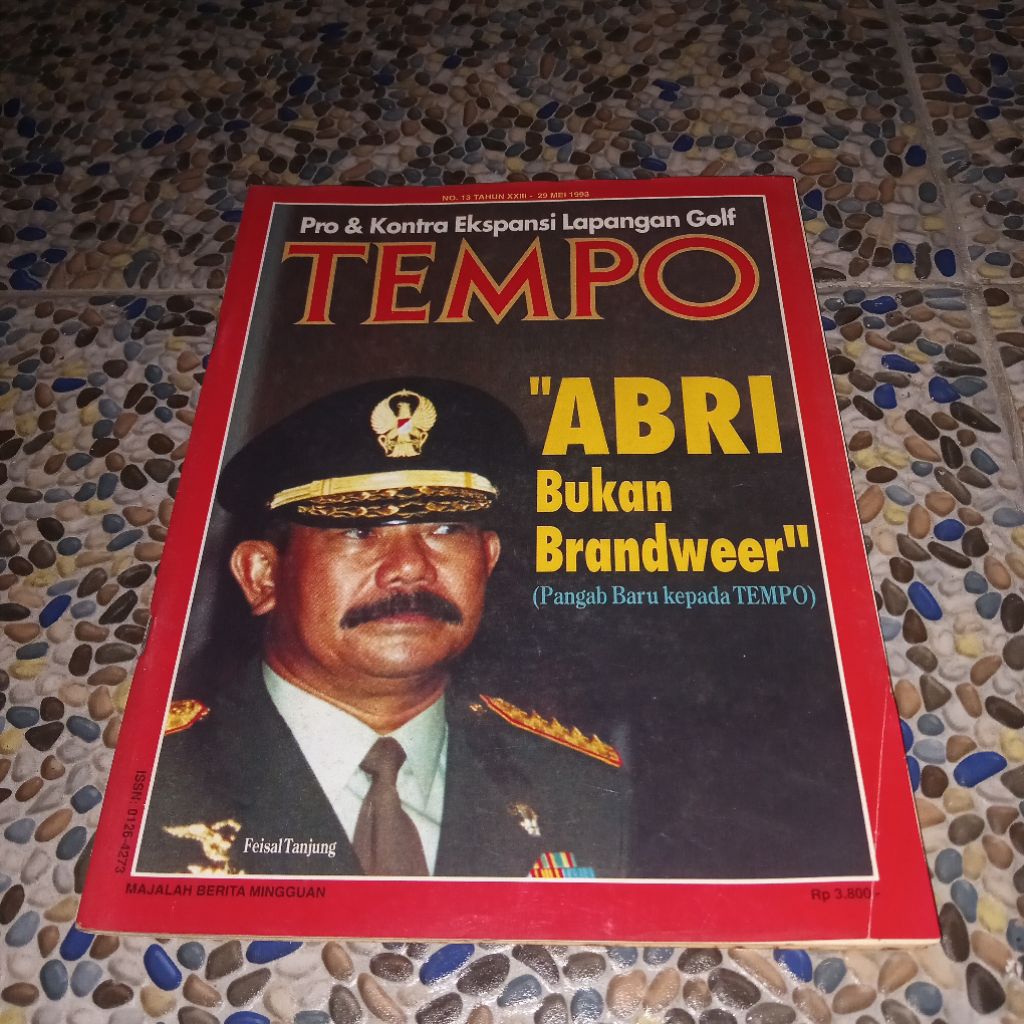 NO. 13 TAHUN XXIII - 29 MEI 1993
Pro & Kontra Ekspansi Lapangan Golf
TEMPO
"ABRI
Bukan
Brandweer"
(Pangab Baru kepada TEMPO)
Feisal Tanjung
ISSN: 0126-4273
MAJALAH BERITA MINGGUAN
Rp 3.800,-